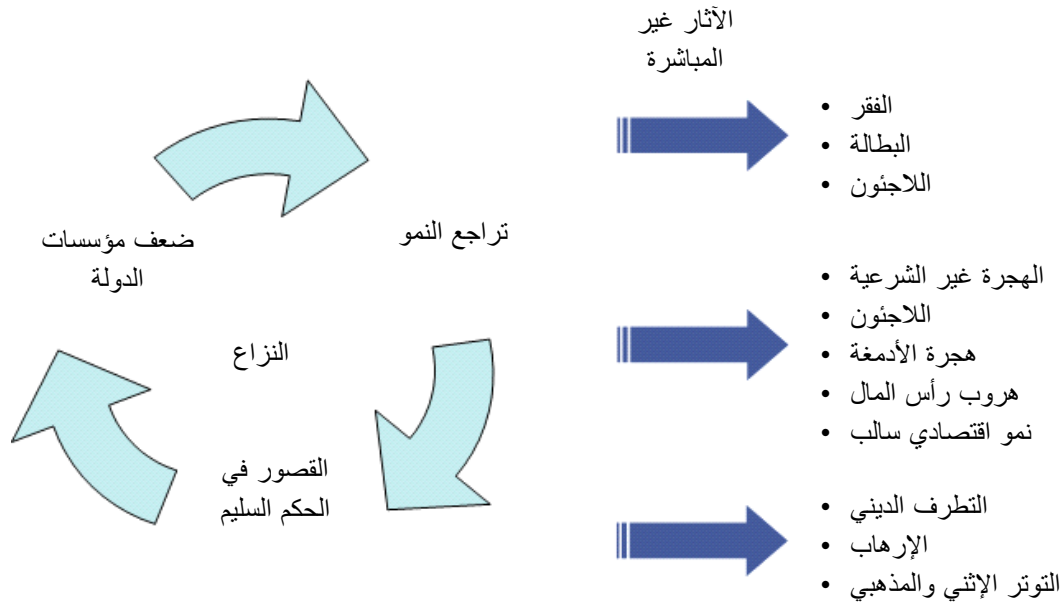 الآثار غير
المباشرة
• الفقر
• البطالة
• اللاجئون
تراجع النمو
ضعف مؤسسات
الدولة
النزاع
القصور في
الحكم السليم
• الهجرة غير الشرعية
• اللاجئون
• هجرة الأدمغة
• هروب رأس المال
• نمو اقتصادي سالب
• التطرف الديني
• الإرهاب
• التوتر الإثني والمذهبي